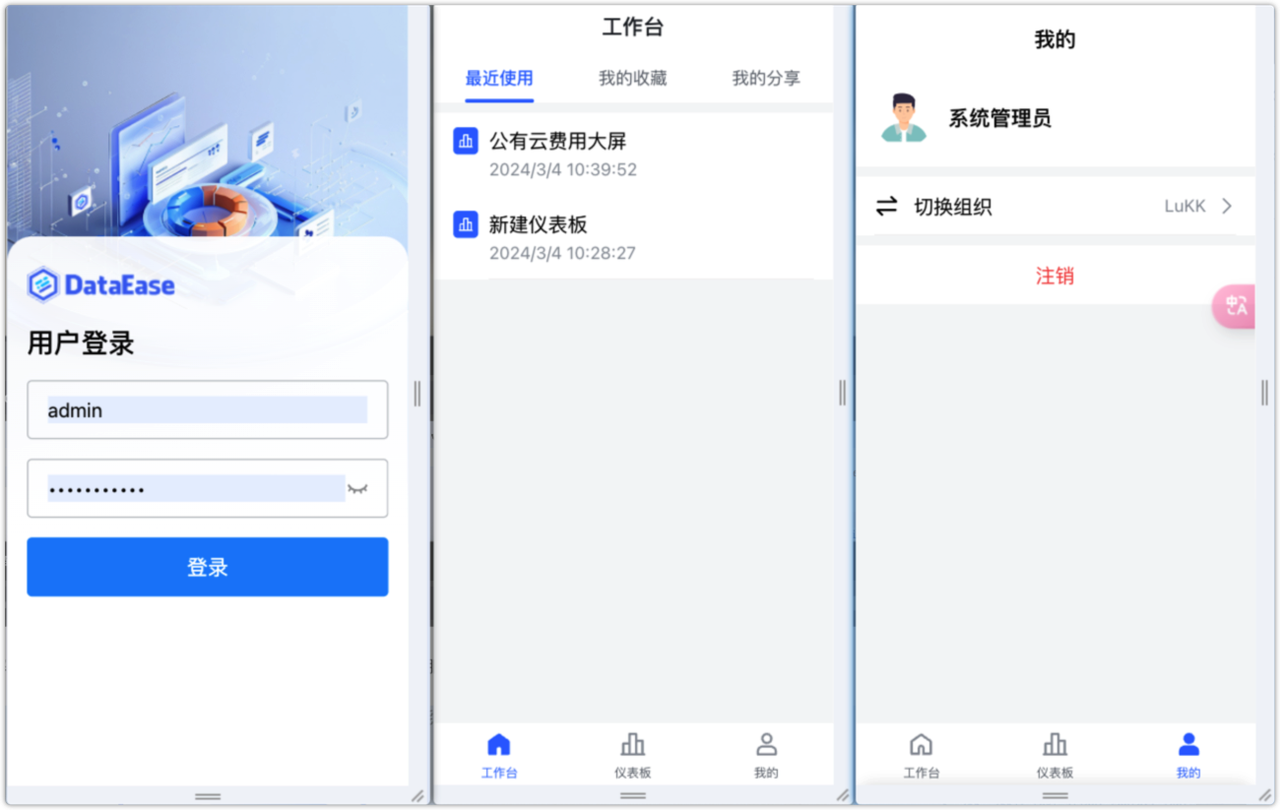 DataEase
用户登录
admin
登录
工作台
最近使用 我的收藏 我的分享
公有云费用大屏
2024/3/4 10:39:52
新建仪表板
2024/3/4 10:28:27
工作台 仪表板 我的
我的
系统管理员
切换组织 LuKK
注销
中 A
工作台 仪表板 我的